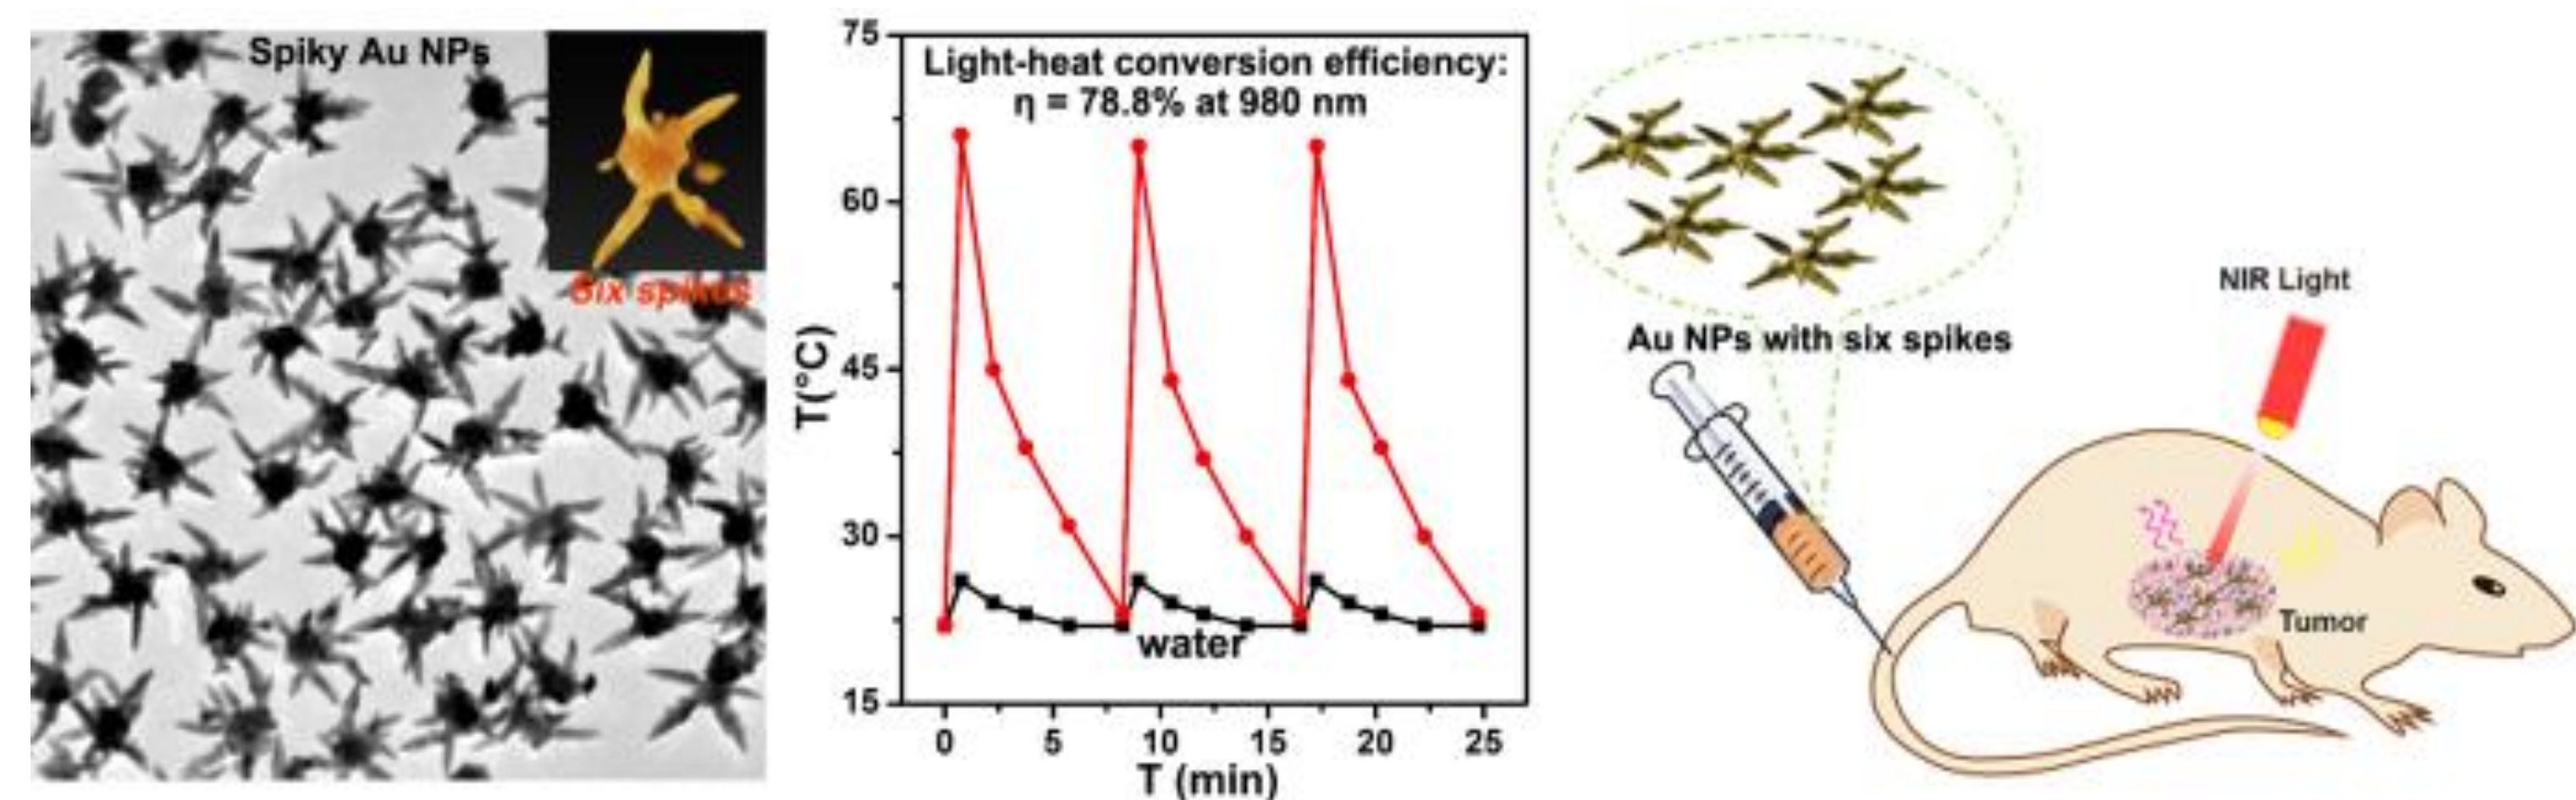 Spiky Au NPs
Six spikes
Light-heat conversion efficiency:
η = 78.8% at 980 nm
75
60
45
30
15
T(°C)
water
0 5 10 15 20 25
T (min)
Au NPs with six spikes
NIR Light
Tumor